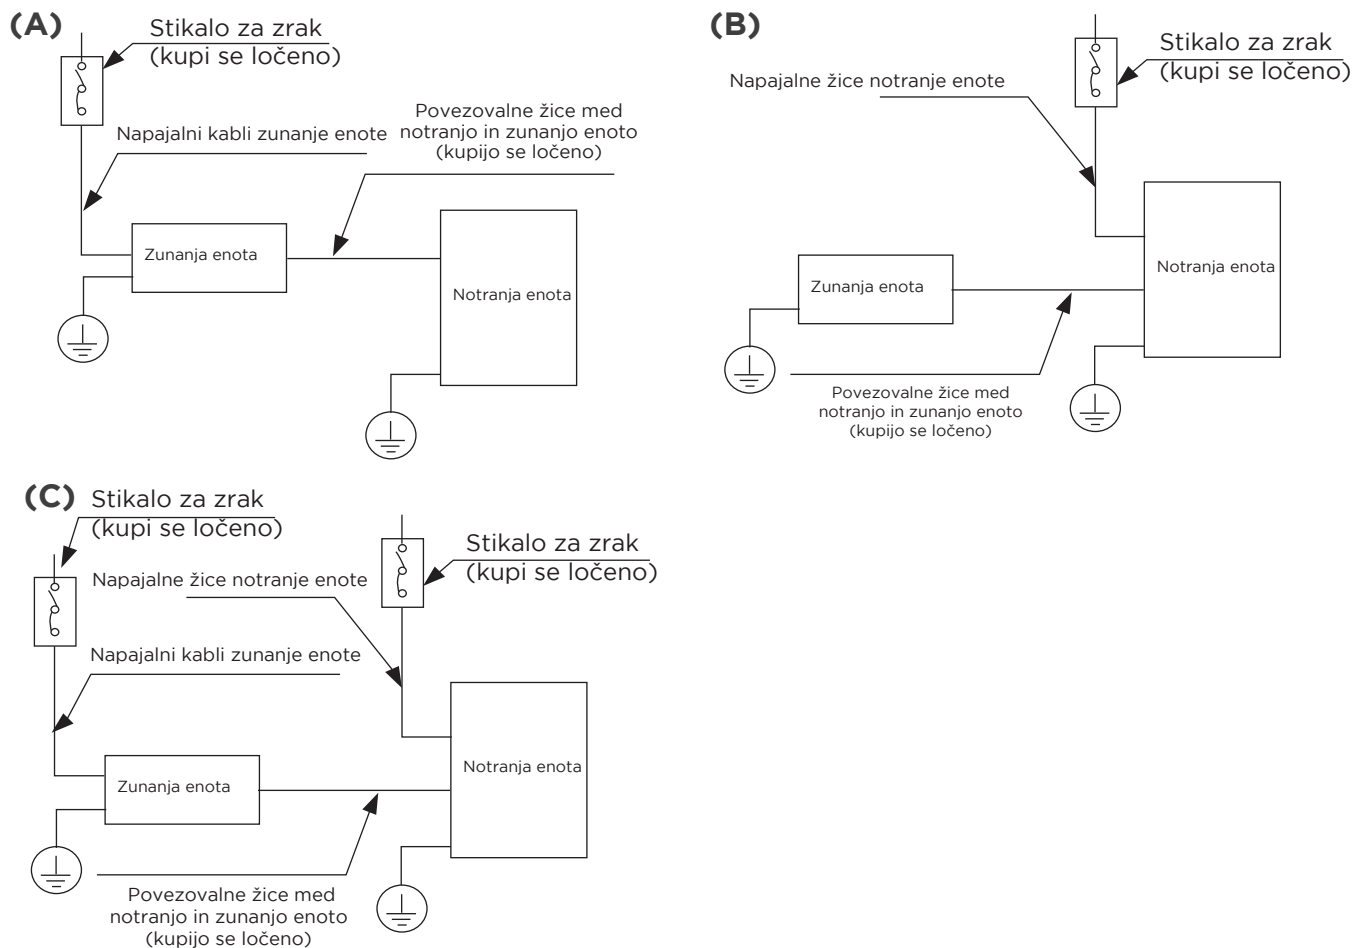 (A)
Stikalo za zrak
(kupi se ločeno)
Napajalni kabli zunanje enote
Povezovalne žice med
notranjo in zunanjo enoto
(kupijo se ločeno)
Zunanja enota
Notranja enota
(B)
Stikalo za zrak
(kupi se ločeno)
Napajalne žice notranje enote
Zunanja enota
Notranja enota
Povezovalne žice med
notranjo in zunanjo enoto
(kupijo se ločeno)
(C)
Stikalo za zrak
(kupi se ločeno)
Stikalo za zrak
(kupi se ločeno)
Napajalne žice notranje enote
Napajalni kabli zunanje enote
Zunanja enota
Notranja enota
Povezovalne žice med
notranjo in zunanjo enoto
(kupijo se ločeno)